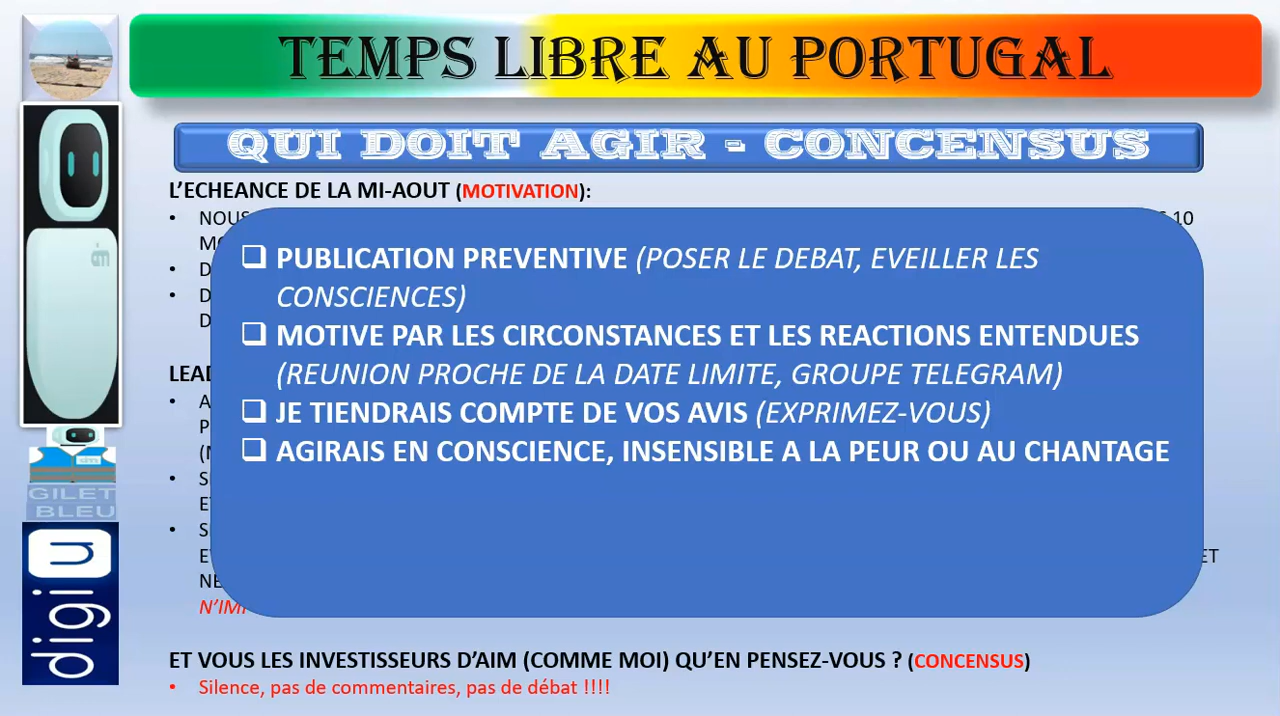 TEMPS LIBRE AU PORTUGAL
QUI DOIT AGIR - CONCENSUS
L'ECHEANCE DE LA MI-AOUT (MOTIVATION):
10
PUBLICATION PREVENTIVE (POSER LE DEBAT, EVEILLER LES
CONSCIENCES)
MOTIVE PAR LES CIRCONSTANCES ET LES REACTIONS ENTENDUES
(REUNION PROCHE DE LA DATE LIMITE, GROUPE TELEGRAM)
JE TIENDRAIS COMPTE DE VOS AVIS (EXPRIMEZ-VOUS)
AGIRAIS EN CONSCIENCE, INSENSIBLE A LA PEUR OU AU CHANTAGE
ET
ET VOUS LES INVESTISSEURS D'AIM (COMME MOI) QU'EN PENSEZ-VOUS ? (CONCENSUS)
• Silence, pas de commentaires, pas de débat !!!!
aim
GILET
BLEU
digiU